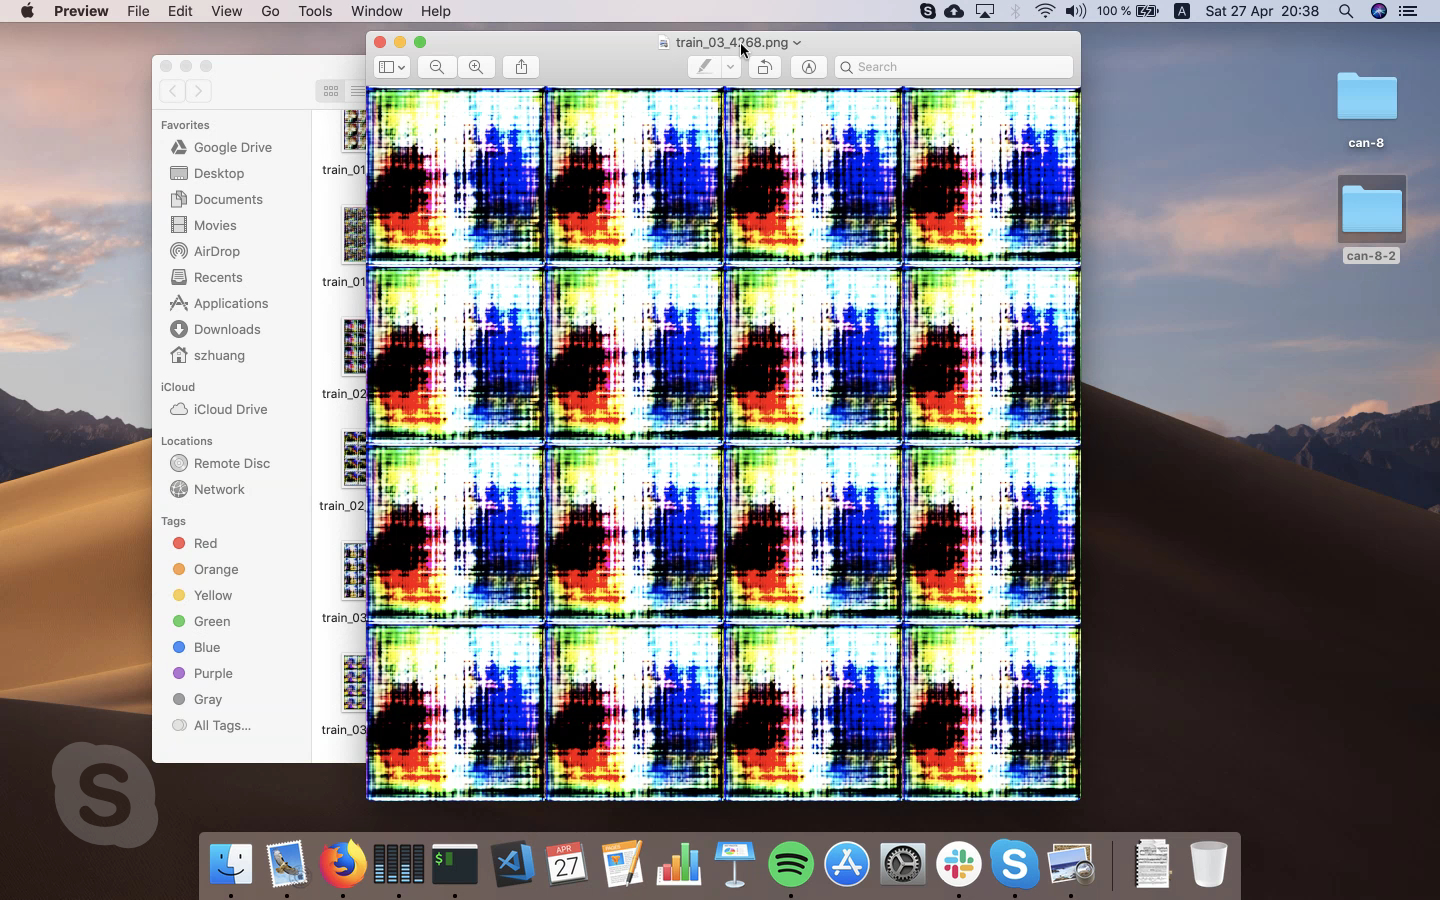 Preview File Edit View Go Tools Window Help 100 % A Sat 27 Apr 20:38
train_03_4268.png
Search
Favorites
Google Drive
Desktop
Documents
Movies
AirDrop
Recents
Applications
Downloads
szhuang
iCloud
iCloud Drive
Locations
Remote Disc
Network
Tags
Red
Orange
Yellow
Green
Blue
Purple
Gray
All Tags...
train_01
train_01
train_02
train_02_
train_03
train_03
can-8
can-8-2
S
$
APR
27
S